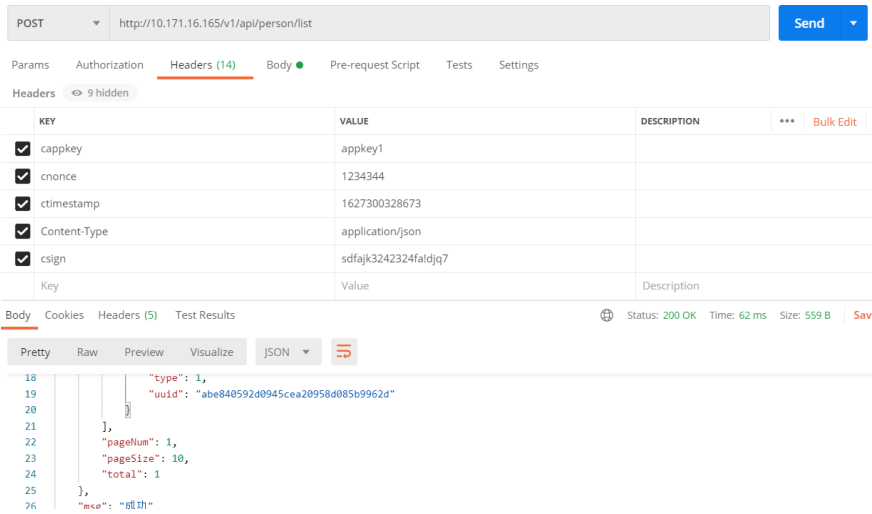 POST http://10.171.16.165/v1/api/person/list Send
Params Authorization Headers (14) Body Pre-request Script Tests Settings
Headers 9 hidden
KEY VALUE DESCRIPTION ••• Bulk Edit
cappkey appkey1
cnonce 1234344
ctimestamp 1627300328673
Content-Type application/json
csign sdfajk3242324fa!djq7
Key Value Description
Body Cookies Headers (5) Test Results Status: 200 OK Time: 62 ms Size: 559 B Sav
Pretty Raw Preview Visualize JSON
18 "type": 1,
19 "uuid": "abe840592d0945cea20958d085b9962d"
20 }
21 ],
22 "pageNum": 1,
23 "pageSize": 10,
24 "total": 1
25 },
26 "msg": "成功"